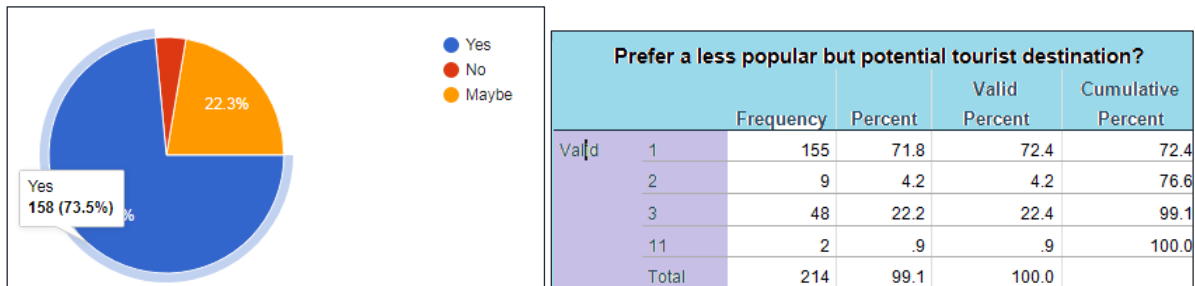 Yes
No
Maybe
22.3%
Yes
158 (73.5%)
%
Prefer a less popular but potential tourist destination?
Frequency Percent Valid Percent Cumulative Percent
Valid 1 155 71.8 72.4 72.4
2 9 4.2 4.2 76.6
3 48 22.2 22.4 99.1
11 2 .9 .9 100.0
Total 214 99.1 100.0